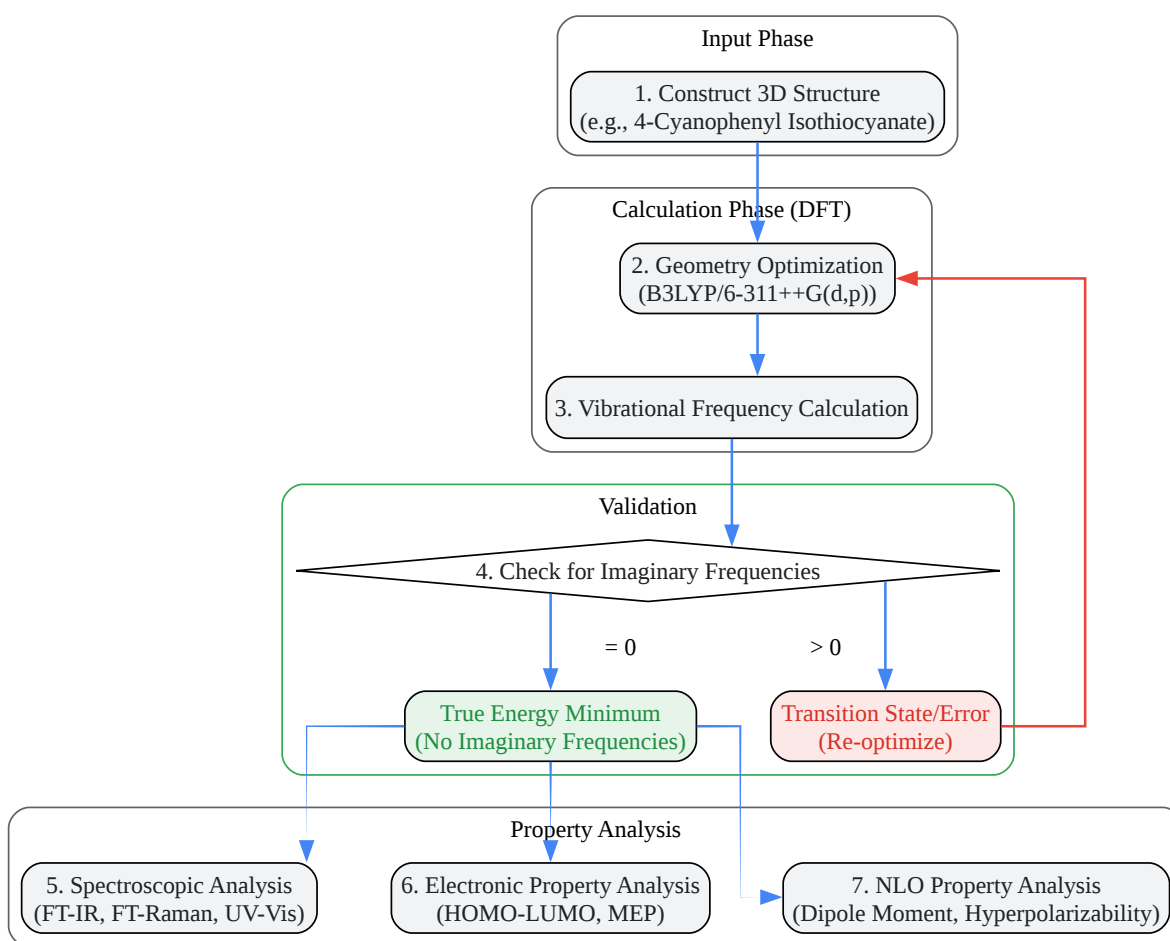 Input Phase
1. Construct 3D Structure
(e.g., 4-Cyanophenyl Isothiocyanate)
Calculation Phase (DFT)
2. Geometry Optimization
(B3LYP/6-311++G(d,p))
3. Vibrational Frequency Calculation
Validation
4. Check for Imaginary Frequencies
= 0
> 0
True Energy Minimum
(No Imaginary Frequencies)
Transition State/Error
(Re-optimize)
Property Analysis
5. Spectroscopic Analysis
(FT-IR, FT-Raman, UV-Vis)
6. Electronic Property Analysis
(HOMO-LUMO, MEP)
7. NLO Property Analysis
(Dipole Moment, Hyperpolarizability)